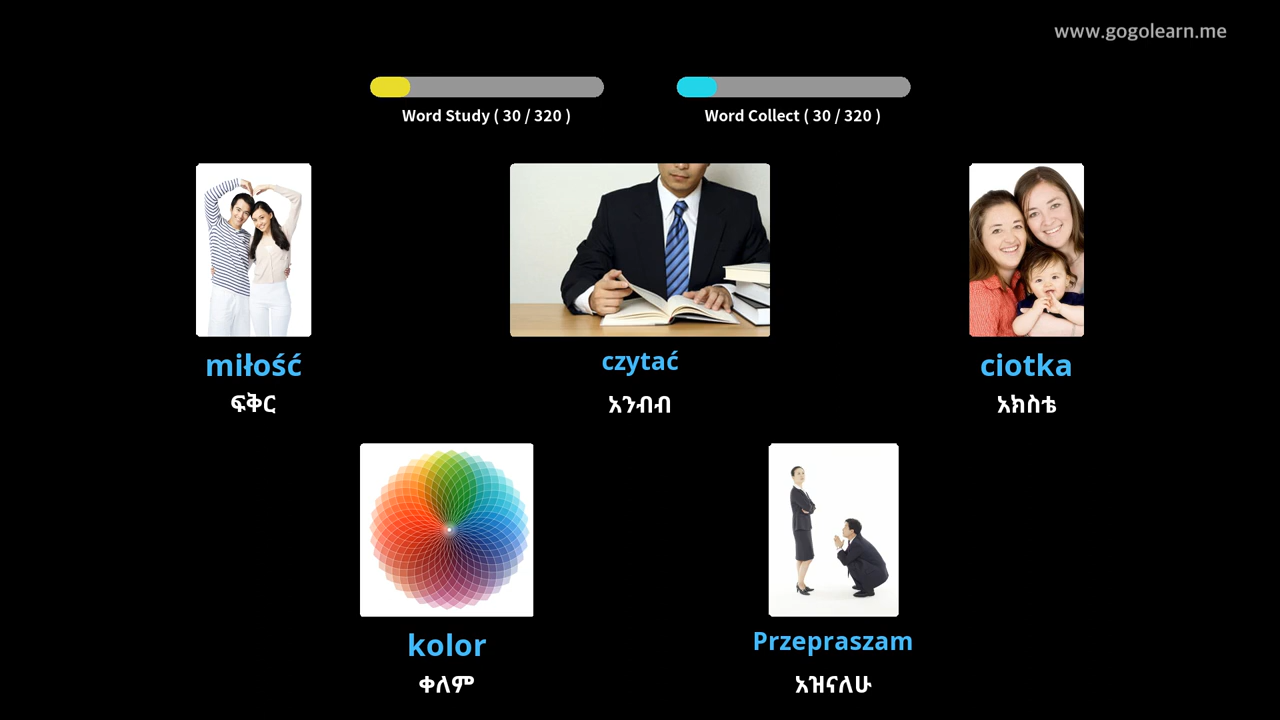 www.gogolearn.me
Word Study ( 30 / 320 )
Word Collect ( 30 / 320 )
miłość
ፍቅር
czytać
አንብብ
ciotka
አክስቴ
kolor
ቀለም
Przepraszam
አዝናለሁ